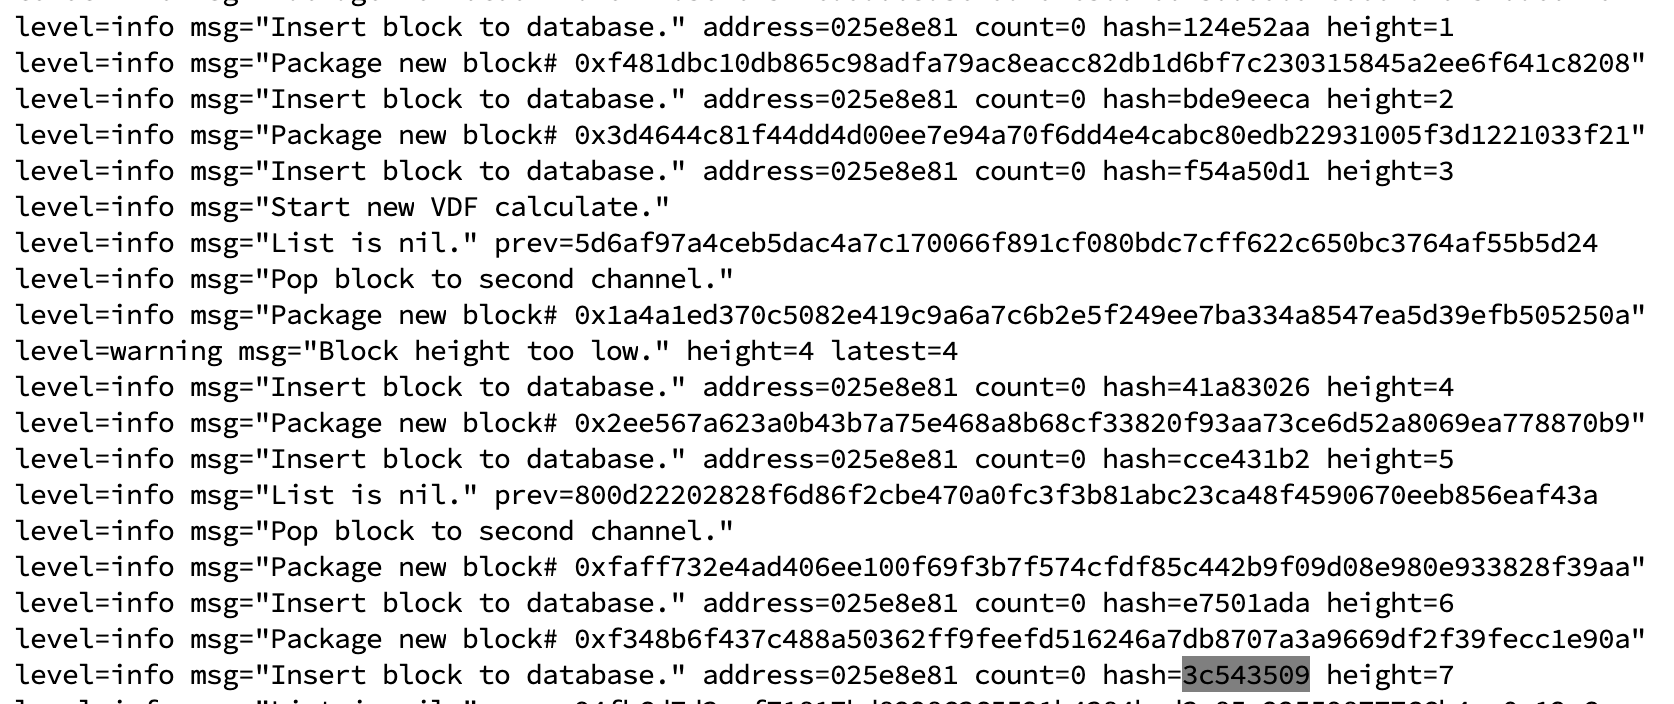 level=info msg="Insert block to database." address=025e8e81 count=0 hash=124e52aa height=1
level=info msg="Package new block# 0xf481dbc10db865c98adfa79ac8eacc82db1d6bf7c230315845a2ee6f641c8208"
level=info msg="Insert block to database." address=025e8e81 count=0 hash=bde9eeca height=2
level=info msg="Package new block# 0x3d4644c81f44dd4d00ee7e94a70f6dd4e4cabc80edb22931005f3d1221033f21"
level=info msg="Insert block to database." address=025e8e81 count=0 hash=f54a50d1 height=3
level=info msg="Start new VDF calculate."
level=info msg="List is nil." prev=5d6af97a4ceb5dac4a7c170066f891cf080bdc7cff622c650bc3764af55b5d24
level=info msg="Pop block to second channel."
level=info msg="Package new block# 0x1a4a1ed370c5082e419c9a6a7c6b2e5f249ee7ba334a8547ea5d39efb505250a"
level=warning msg="Block height too low." height=4 latest=4
level=info msg="Insert block to database." address=025e8e81 count=0 hash=41a83026 height=4
level=info msg="Package new block# 0x2ee567a623a0b43b7a75e468a8b68cf33820f93aa73ce6d52a8069ea778870b9"
level=info msg="Insert block to database." address=025e8e81 count=0 hash=cce431b2 height=5
level=info msg="List is nil." prev=800d22202828f6d86f2cbe470a0fc3f3b81abc23ca48f4590670eeb856eaf43a
level=info msg="Pop block to second channel."
level=info msg="Package new block# 0xfaff732e4ad406ee100f69f3b7f574cfdf85c442b9f09d08e980e933828f39aa"
level=info msg="Insert block to database." address=025e8e81 count=0 hash=e7501ada height=6
level=info msg="Package new block# 0xf348b6f437c488a50362ff9feefd516246a7db8707a3a9669df2f39fecc1e90a"
level=info msg="Insert block to database." address=025e8e81 count=0 hash=3c543509 height=7